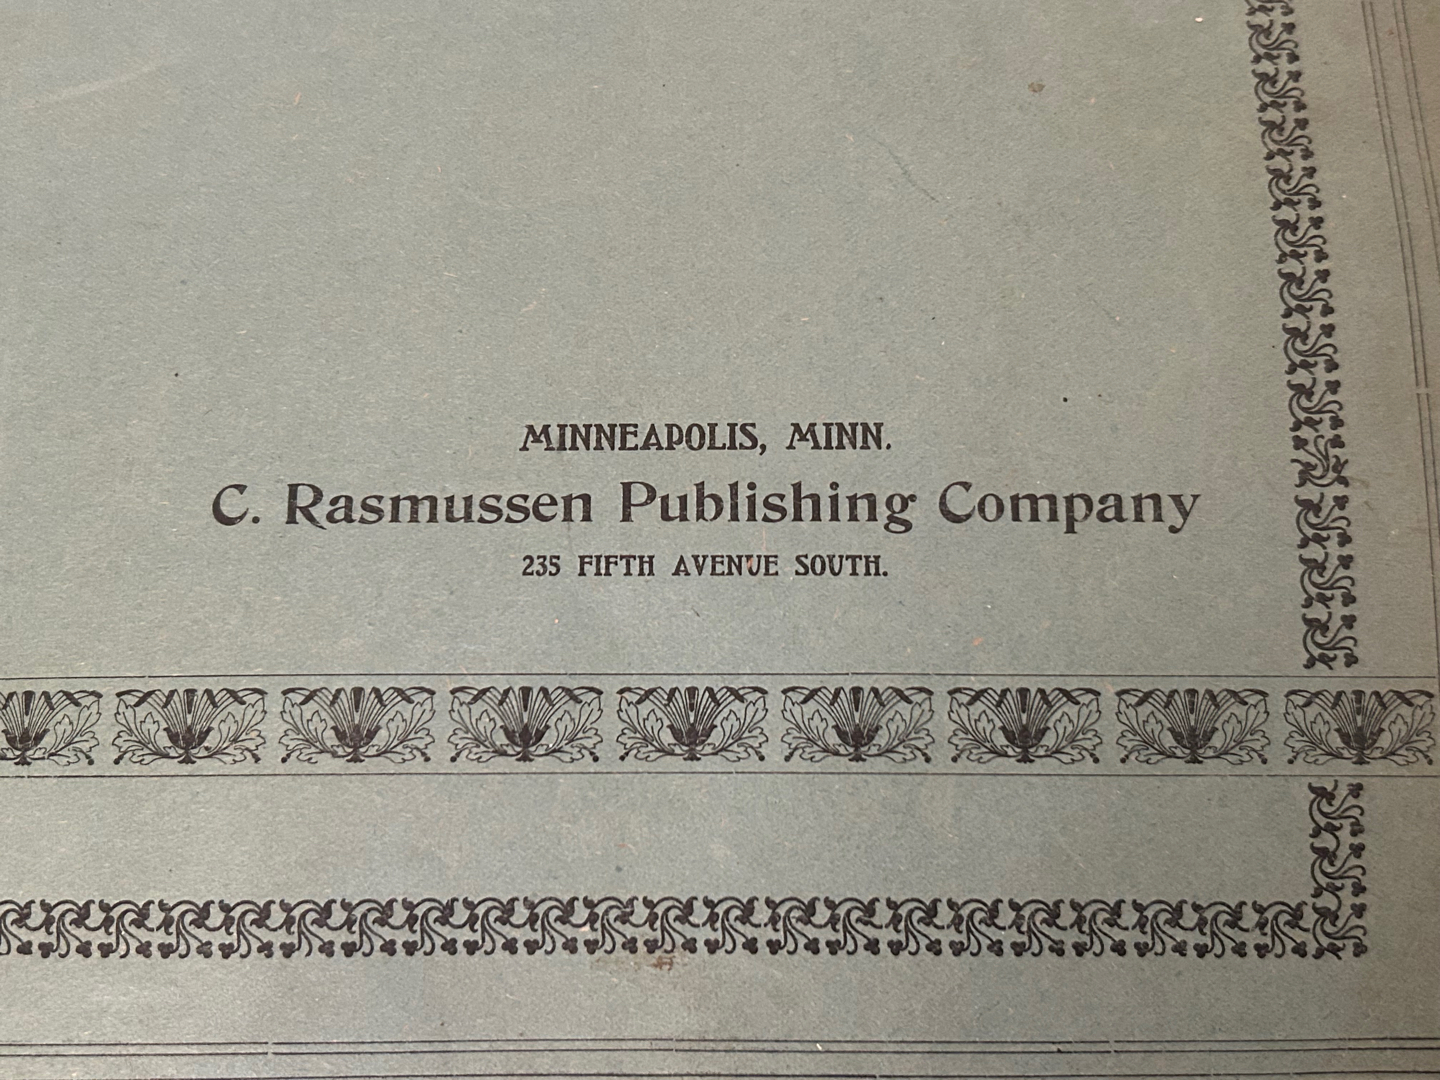 MINNEAPOLIS, MINN.
C. Rasmussen Publishing Company
235 FIFTH AVENUE SOUTH.